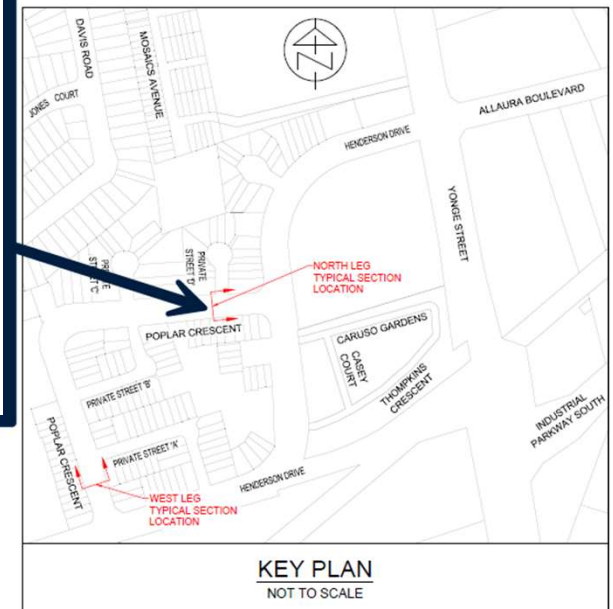 DAVIS ROAD
MOSAICS AVENUE
JONES COURT
N
ALLAURA BOULEVARD
HENDERSON DRIVE
YONGE STREET
PRIVATE
STREET 'C'
PRIVATE
STREET 'D'
NORTH LEG
TYPICAL SECTION
LOCATION
POPLAR CRESCENT
CARUSO GARDENS
CASEY
COURT
THOMPKINS
CRESCENT
PRIVATE STREET 'B'
INDUSTRIAL
PARKWAY SOUTH
POPLAR CRESCENT
PRIVATE STREET 'A'
HENDERSON DRIVE
WEST LEG
TYPICAL SECTION
LOCATION
KEY PLAN
NOT TO SCALE